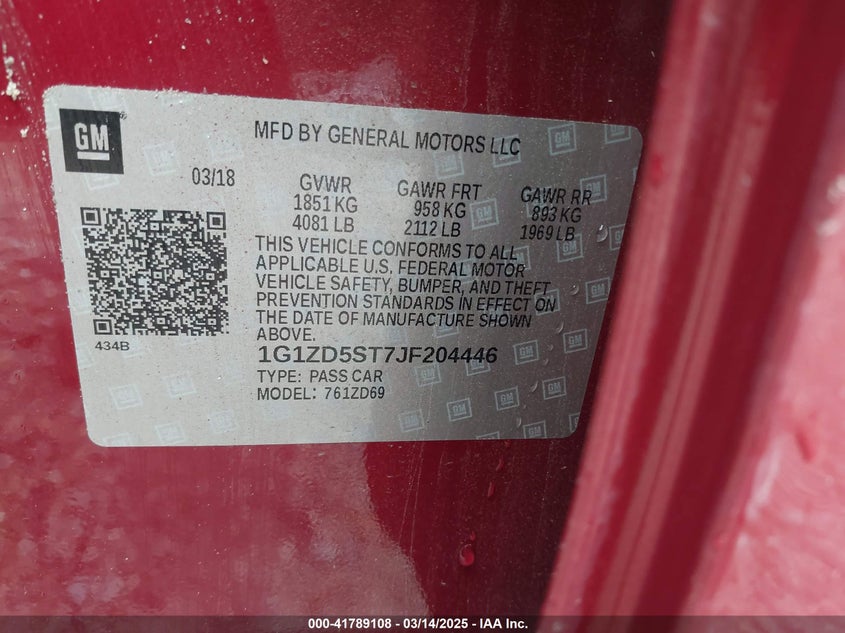 GM
MFD BY GENERAL MOTORS LLC
03/18
GVWR
1851 KG
4081 LB
GAWR FRT
958 KG
2112 LB
GAWR RR
893 KG
1969 LB
THIS VEHICLE CONFORMS TO ALL
APPLICABLE U.S. FEDERAL MOTOR
VEHICLE SAFETY, BUMPER, AND THEFT
PREVENTION STANDARDS IN EFFECT ON
THE DATE OF MANUFACTURE SHOWN
ABOVE.
434B
1G1ZD5ST7JF204446
TYPE: PASS CAR
MODEL: 761ZD69
000-41789108 - 03/14/2025 - IAA Inc.